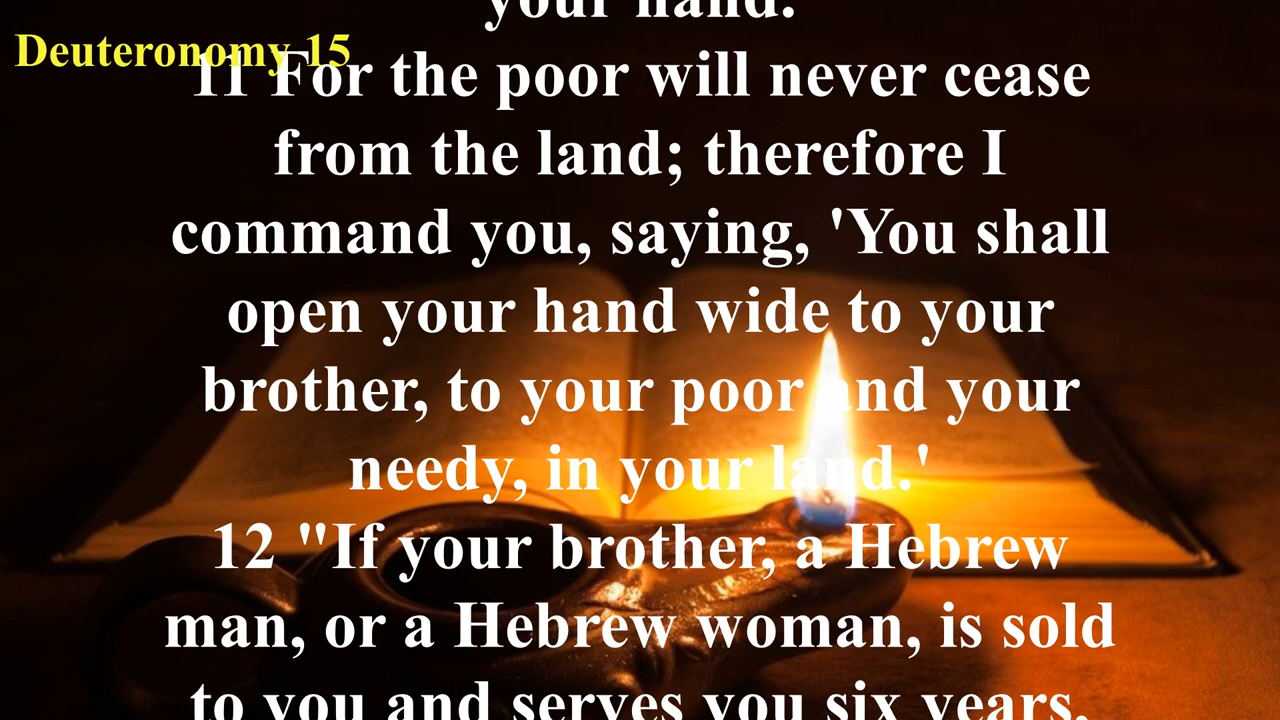 your hand.
Deuteronomy 15
11 For the poor will never cease
from the land; therefore I
command you, saying, 'You shall
open your hand wide to your
brother, to your poor and your
needy, in your land.'
12 "If your brother, a Hebrew
man, or a Hebrew woman, is sold
to you and serves you six years,